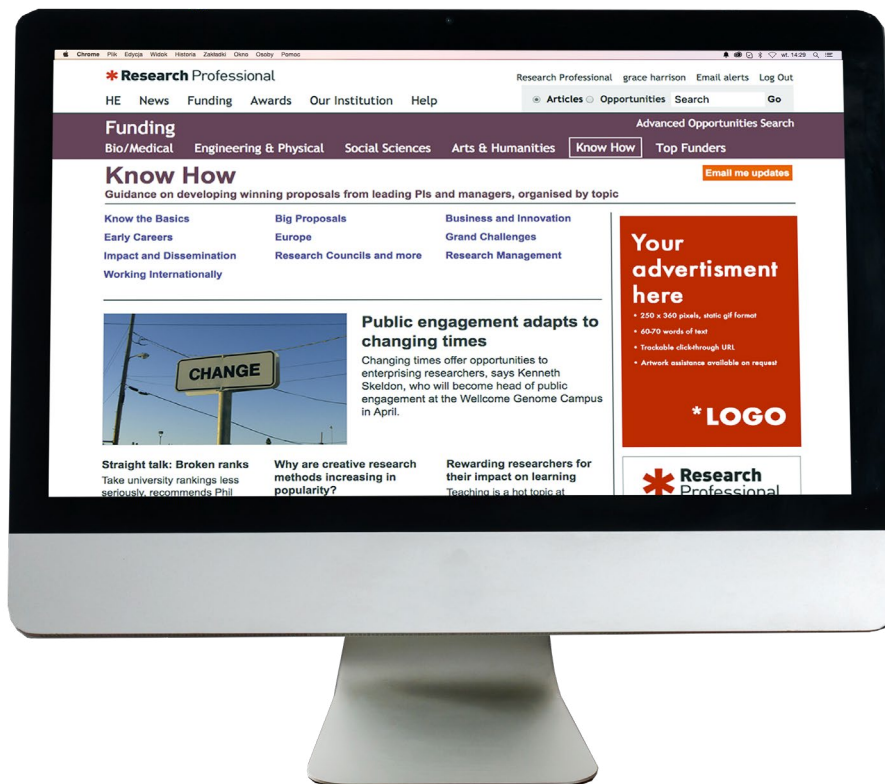 Chrome Plik Edycja Widok Historia Zakładki Okno Osoby Pomoc wt. 14:29
*Research Professional
Research Professional grace harrison Email alerts Log Out
HE News Funding Awards Our Institution Help
Articles Opportunities Search Go
Funding
Advanced Opportunities Search
Bio/Medical Engineering & Physical Social Sciences Arts & Humanities Know How Top Funders
Know How
Email me updates
Guidance on developing winning proposals from leading PIs and managers, organised by topic
Know the Basics Big Proposals Business and Innovation
Early Careers Europe Grand Challenges
Impact and Dissemination Research Councils and more Research Management
Working Internationally
CHANGE
Public engagement adapts to
changing times
Changing times offer opportunities to
enterprising researchers, says Kenneth
Skeldon, who will become head of public
engagement at the Wellcome Genome Campus
in April.
Straight talk: Broken ranks
Take university rankings less
seriously, recommends Phil
Why are creative research
methods increasing in
popularity?
Rewarding researchers for
their impact on learning
Teaching is a hot topic at
Your
advertisment
here
• 250 x 360 pixels, static gif format
• 60-70 words of text
• Trackable click-through URL
• Artwork assistance available on request
*LOGO
Research
Professional